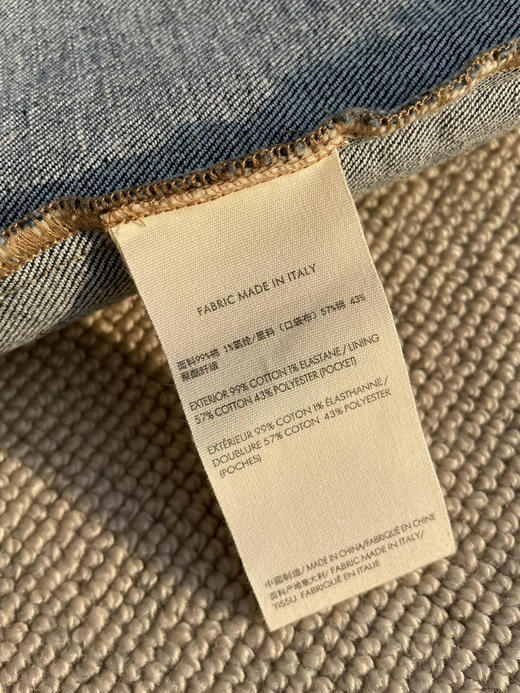 FABRIC MADE IN ITALY
面料99%棉 1%氨纶/里料（口袋布）57%棉 43%
聚酯纤维
EXTERIOR 99% COTTON 1% ELASTANE / LINING
57% COTTON 43% POLYESTER (POCKET)
EXTÉRIEUR 99% COTON 1% ÉLASTHANNE /
DOUBLURE 57% COTON 43% POLYESTER
(POCHES)
中国制造/ MADE IN CHINA/FABRIQUÉ EN CHINE
面料产地意大利/ FABRIC MADE IN ITALY/
TISSU FABRIQUÉ EN ITALIE